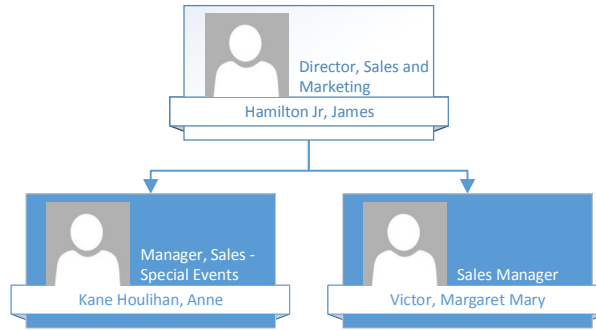 Director, Sales and
Marketing
Hamilton Jr, James
Manager, Sales -
Special Events
Kane Houlihan, Anne
Sales Manager
Victor, Margaret Mary